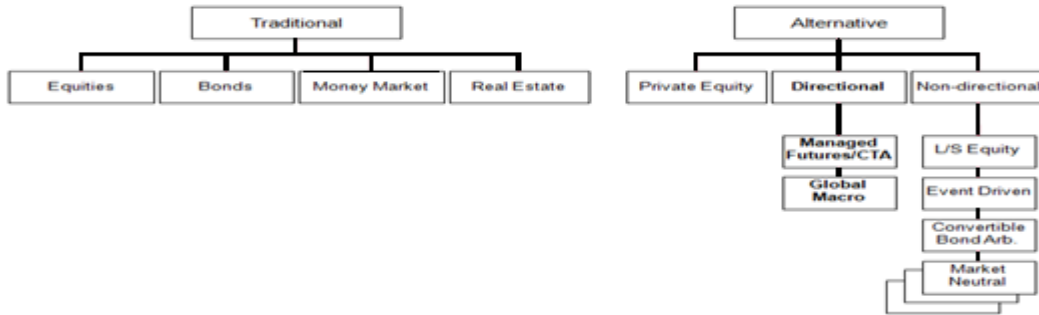 Traditional
Alternative
Equities
Bonds
Money Market
Real Estate
Private Equity
Directional
Non-directional
Managed
Futures/CTA
Global
Macro
L/S Equity
Event Driven
Convertible
Bond Arb.
Market
Neutral